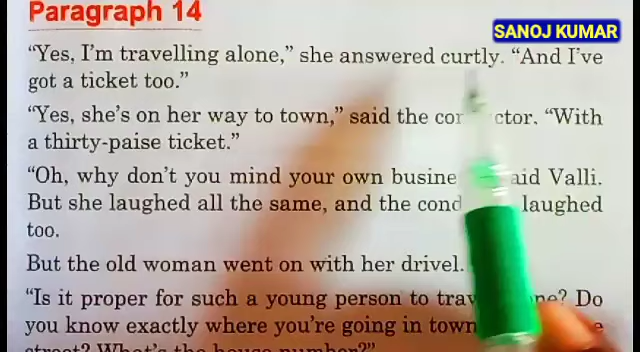 Paragraph 14
SANOJ KUMAR
“Yes, I’m travelling alone,” she answered curtly. “And I’ve
got a ticket too.”
“Yes, she’s on her way to town,” said the conductor. “With
a thirty-paise ticket.”
“Oh, why don’t you mind your own business said Valli.
But she laughed all the same, and the conductor laughed
too.
But the old woman went on with her drivel.
“Is it proper for such a young person to travel alone? Do
you know exactly where you’re going in town
street? What’s the house number?”